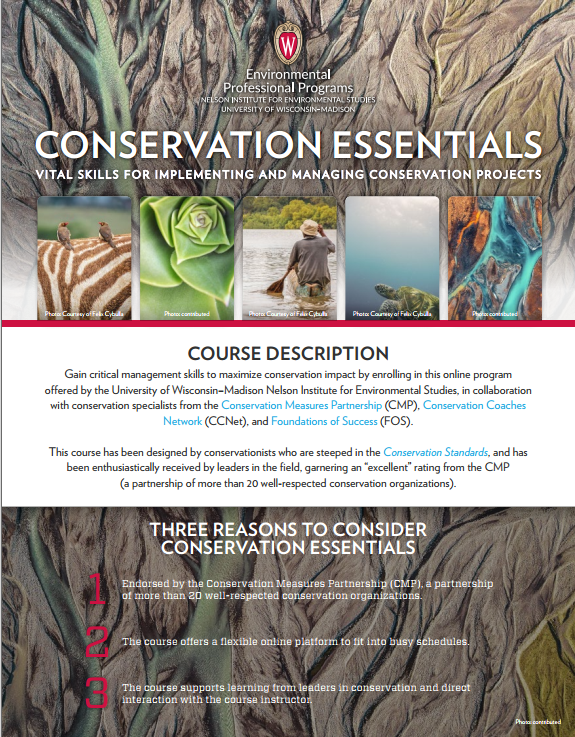 W
Environmental
Professional Programs
NELSON INSTITUTE FOR ENVIRONMENTAL STUDIES
UNIVERSITY OF WISCONSIN–MADISON
CONSERVATION ESSENTIALS
VITAL SKILLS FOR IMPLEMENTING AND MANAGING CONSERVATION PROJECTS
Photo: Courtesy of Felix Cybulla
Photo: contributed
Photo: Courtesy of Felix Cybulla
Photo: Courtesy of Felix Cybulla
Photo: contributed
COURSE DESCRIPTION
Gain critical management skills to maximize conservation impact by enrolling in this online program
offered by the University of Wisconsin–Madison Nelson Institute for Environmental Studies, in collaboration
with conservation specialists from the Conservation Measures Partnership (CMP), Conservation Coaches
Network (CCNet), and Foundations of Success (FOS).
This course has been designed by conservationists who are steeped in the Conservation Standards, and has
been enthusiastically received by leaders in the field, garnering an “excellent” rating from the CMP
(a partnership of more than 20 well-respected conservation organizations).
THREE REASONS TO CONSIDER
CONSERVATION ESSENTIALS
1 Endorsed by the Conservation Measures Partnership (CMP), a partnership
of more than 20 well-respected conservation organizations.
2 The course offers a flexible online platform to fit into busy schedules.
3 The course supports learning from leaders in conservation and direct
interaction with the course instructor.
Photo: contributed